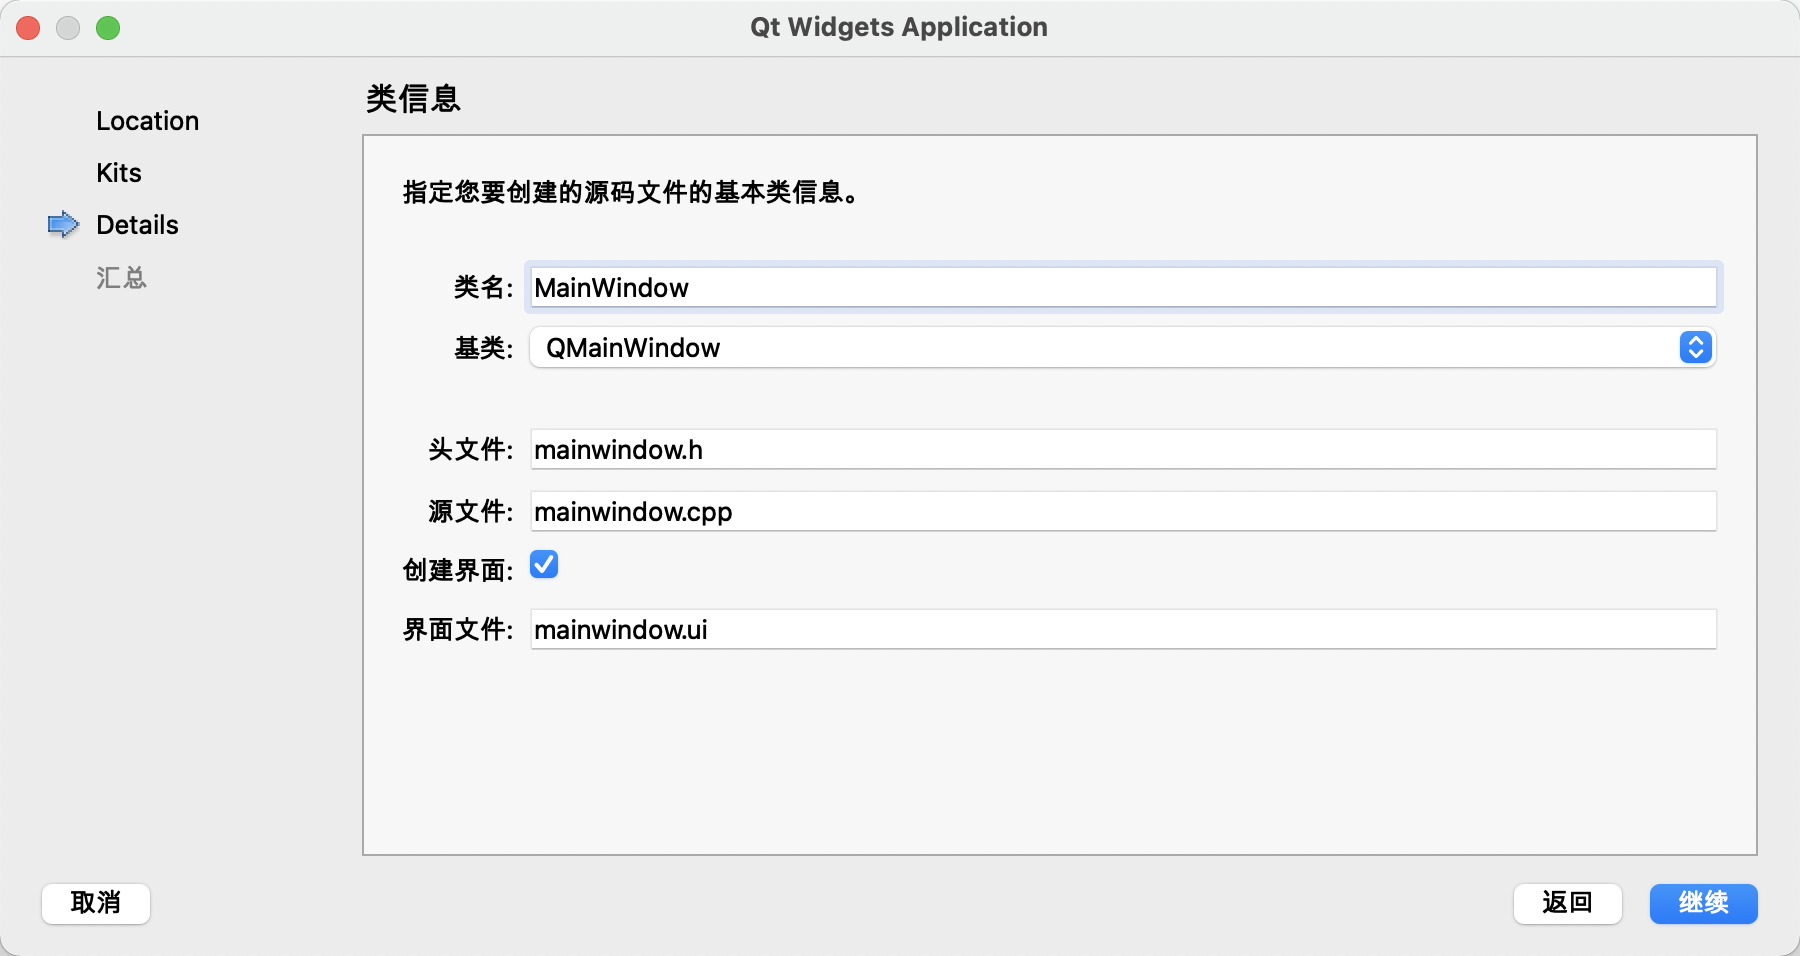 Qt Widgets Application
Location
Kits
Details
汇总
类信息
指定您要创建的源码文件的基本类信息。
类名: MainWindow
基类: QMainWindow
头文件: mainwindow.h
源文件: mainwindow.cpp
创建界面:
界面文件: mainwindow.ui
取消
返回
继续